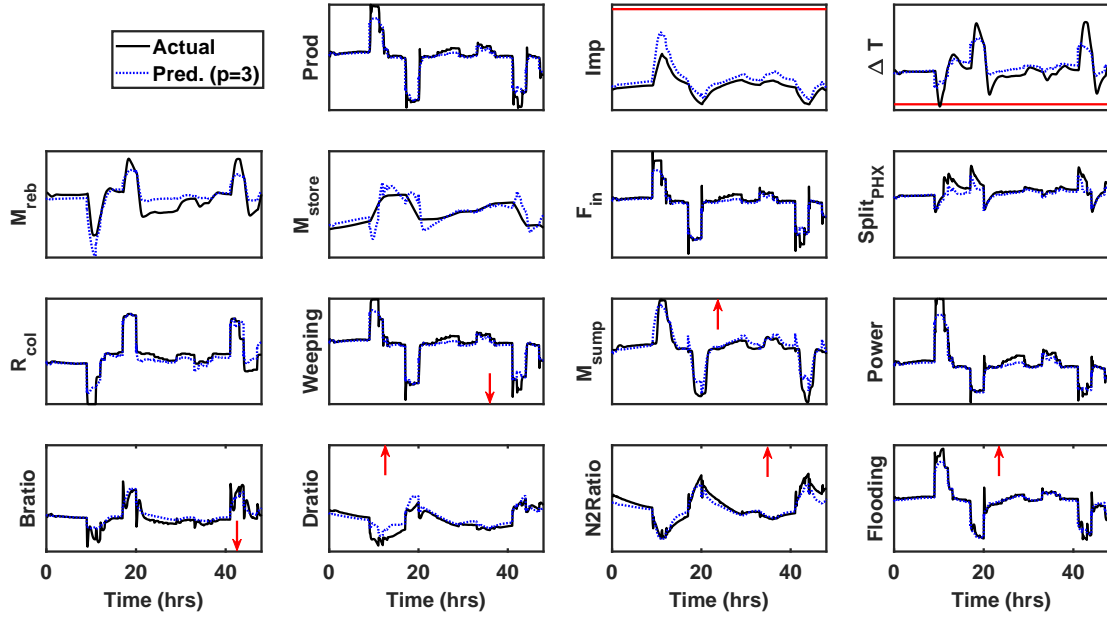 Actual
Pred. (p=3)
Prod
Imp
Δ T
M_reb
M_store
F_in
Split_PHX
R_col
Weeping
M_sump
Power
Bratio
Dratio
N2Ratio
Flooding
0 20 40
0 20 40
0 20 40
0 20 40
Time (hrs)
Time (hrs)
Time (hrs)
Time (hrs)